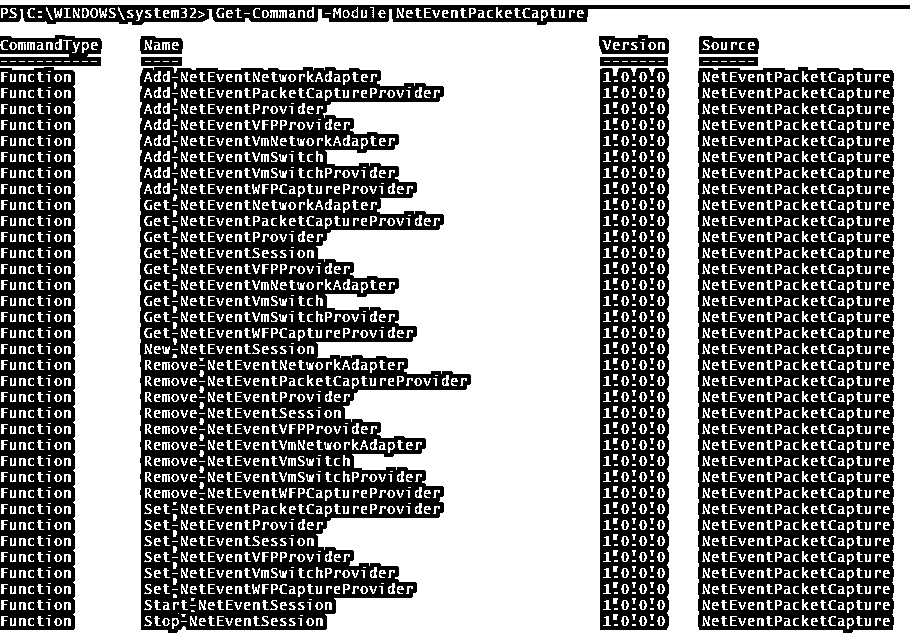 PS C:\WINDOWS\system32> Get-Command -Module NetEventPacketCapture
CommandType Name Version Source
----------- ---- ------- ------
Function Add-NetEventNetworkAdapter 1.0.0.0 NetEventPacketCapture
Function Add-NetEventPacketCaptureProvider 1.0.0.0 NetEventPacketCapture
Function Add-NetEventProvider 1.0.0.0 NetEventPacketCapture
Function Add-NetEventVFPProvider 1.0.0.0 NetEventPacketCapture
Function Add-NetEventVmNetworkAdapter 1.0.0.0 NetEventPacketCapture
Function Add-NetEventVmSwitch 1.0.0.0 NetEventPacketCapture
Function Add-NetEventVmSwitchProvider 1.0.0.0 NetEventPacketCapture
Function Add-NetEventWFPCaptureProvider 1.0.0.0 NetEventPacketCapture
Function Get-NetEventNetworkAdapter 1.0.0.0 NetEventPacketCapture
Function Get-NetEventPacketCaptureProvider 1.0.0.0 NetEventPacketCapture
Function Get-NetEventProvider 1.0.0.0 NetEventPacketCapture
Function Get-NetEventSession 1.0.0.0 NetEventPacketCapture
Function Get-NetEventVFPProvider 1.0.0.0 NetEventPacketCapture
Function Get-NetEventVmNetworkAdapter 1.0.0.0 NetEventPacketCapture
Function Get-NetEventVmSwitch 1.0.0.0 NetEventPacketCapture
Function Get-NetEventVmSwitchProvider 1.0.0.0 NetEventPacketCapture
Function Get-NetEventWFPCaptureProvider 1.0.0.0 NetEventPacketCapture
Function New-NetEventSession 1.0.0.0 NetEventPacketCapture
Function Remove-NetEventNetworkAdapter 1.0.0.0 NetEventPacketCapture
Function Remove-NetEventPacketCaptureProvider 1.0.0.0 NetEventPacketCapture
Function Remove-NetEventProvider 1.0.0.0 NetEventPacketCapture
Function Remove-NetEventSession 1.0.0.0 NetEventPacketCapture
Function Remove-NetEventVFPProvider 1.0.0.0 NetEventPacketCapture
Function Remove-NetEventVmNetworkAdapter 1.0.0.0 NetEventPacketCapture
Function Remove-NetEventVmSwitch 1.0.0.0 NetEventPacketCapture
Function Remove-NetEventVmSwitchProvider 1.0.0.0 NetEventPacketCapture
Function Remove-NetEventWFPCaptureProvider 1.0.0.0 NetEventPacketCapture
Function Set-NetEventPacketCaptureProvider 1.0.0.0 NetEventPacketCapture
Function Set-NetEventProvider 1.0.0.0 NetEventPacketCapture
Function Set-NetEventSession 1.0.0.0 NetEventPacketCapture
Function Set-NetEventVFPProvider 1.0.0.0 NetEventPacketCapture
Function Set-NetEventVmSwitchProvider 1.0.0.0 NetEventPacketCapture
Function Set-NetEventWFPCaptureProvider 1.0.0.0 NetEventPacketCapture
Function Start-NetEventSession 1.0.0.0 NetEventPacketCapture
Function Stop-NetEventSession 1.0.0.0 NetEventPacketCapture